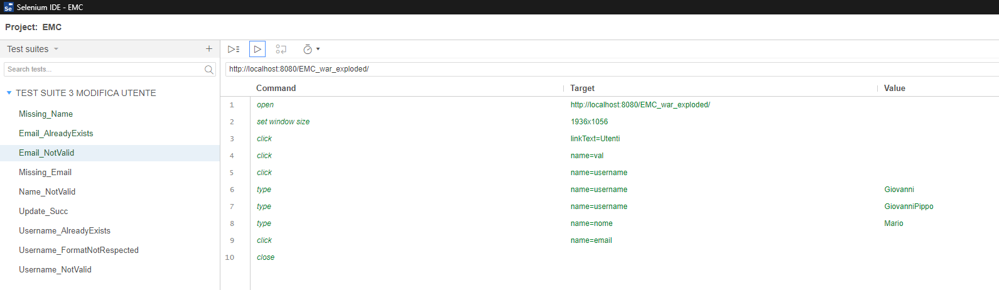 Se Selenium IDE - EMC
Project: EMC
Test suites +
Search tests...
TEST SUITE 3 MODIFICA UTENTE
Missing_Name
Email_AlreadyExists
Email_NotValid
Missing_Email
Name_NotValid
Update_Succ
Username_AlreadyExists
Username_FormatNotRespected
Username_NotValid
http://localhost:8080/EMC_war_exploded/
Command Target Value
1 open http://localhost:8080/EMC_war_exploded/
2 set window size 1936x1056
3 click linkText=Utenti
4 click name=val
5 click name=username
6 type name=username Giovanni
7 type name=username GiovanniPippo
8 type name=nome Mario
9 click name=email
10 close